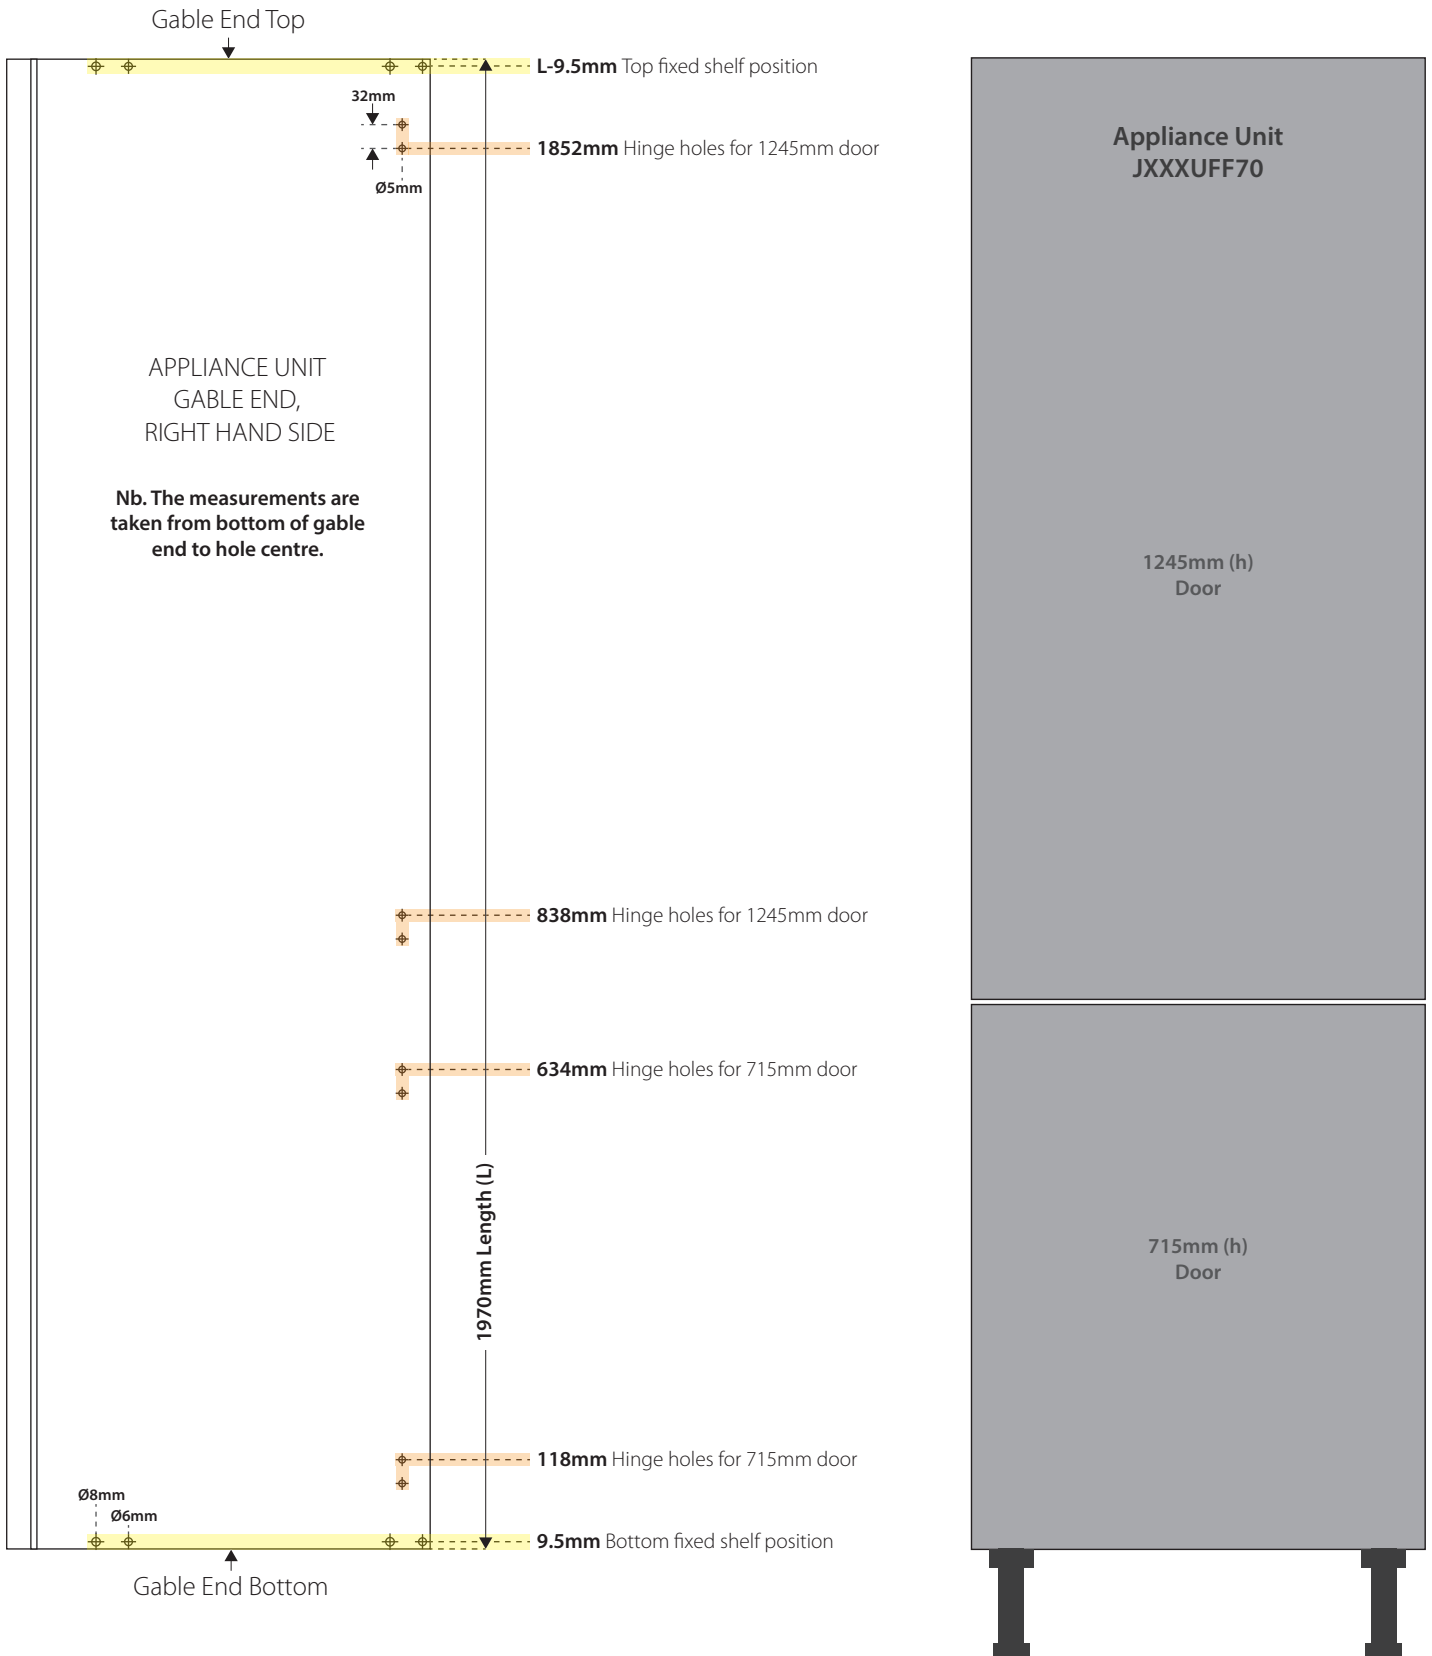 Gable End Top
L-9.5mm Top fixed shelf position
32mm
1852mm Hinge holes for 1245mm door
Ø5mm
APPLIANCE UNIT
GABLE END,
RIGHT HAND SIDE
Nb. The measurements are
taken from bottom of gable
end to hole centre.
838mm Hinge holes for 1245mm door
634mm Hinge holes for 715mm door
1970mm Length (L)
118mm Hinge holes for 715mm door
Ø8mm
Ø6mm
9.5mm Bottom fixed shelf position
Gable End Bottom
Appliance Unit
JXXXUFF70
1245mm (h)
Door
715mm (h)
Door